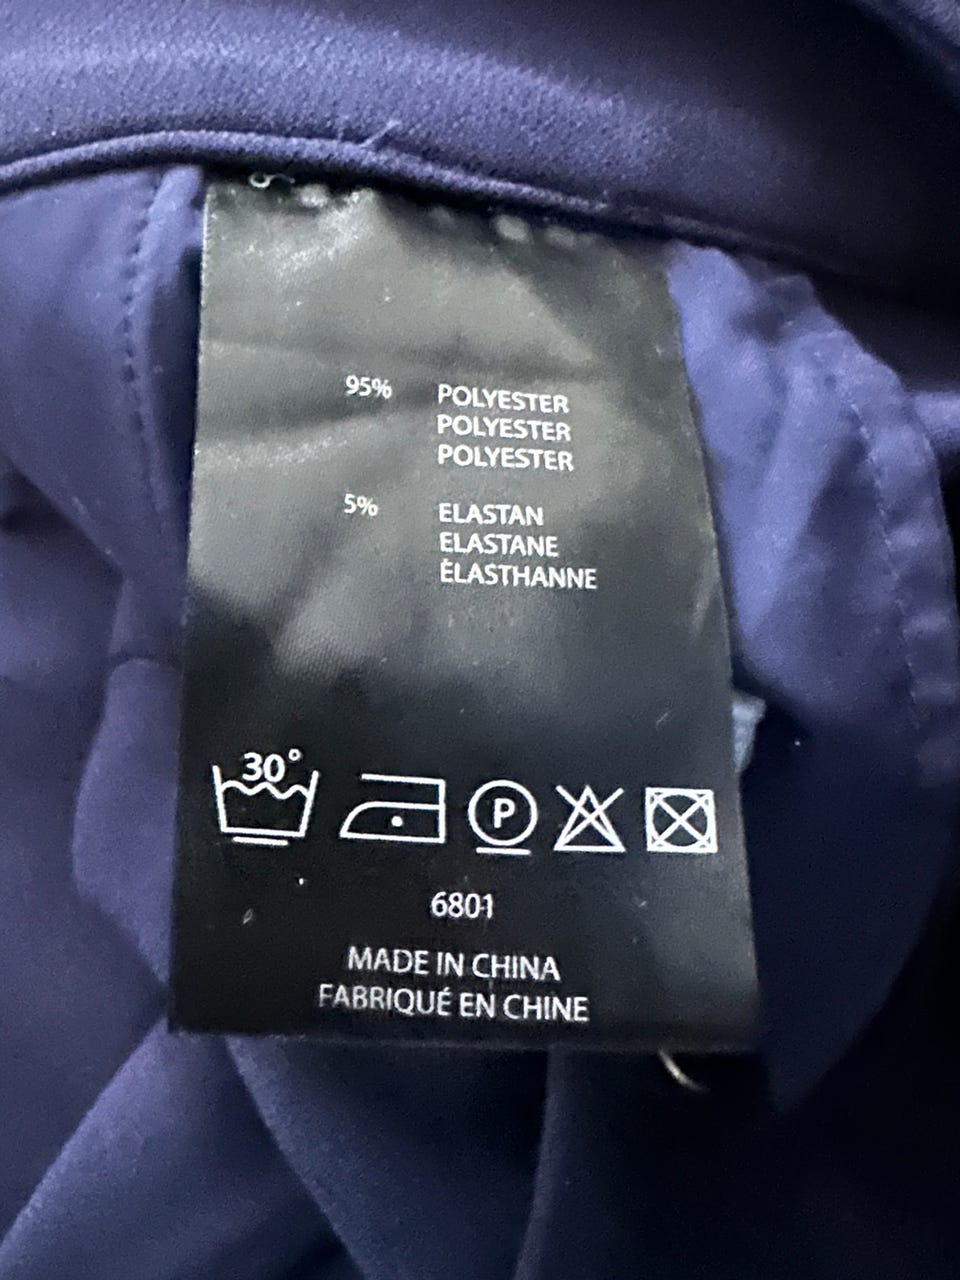 95% POLYESTER
POLYESTER
POLYESTER
5% ELASTAN
ELASTANE
ÉLASTHANNE
30°
P
6801
MADE IN CHINA
FABRIQUÉ EN CHINE